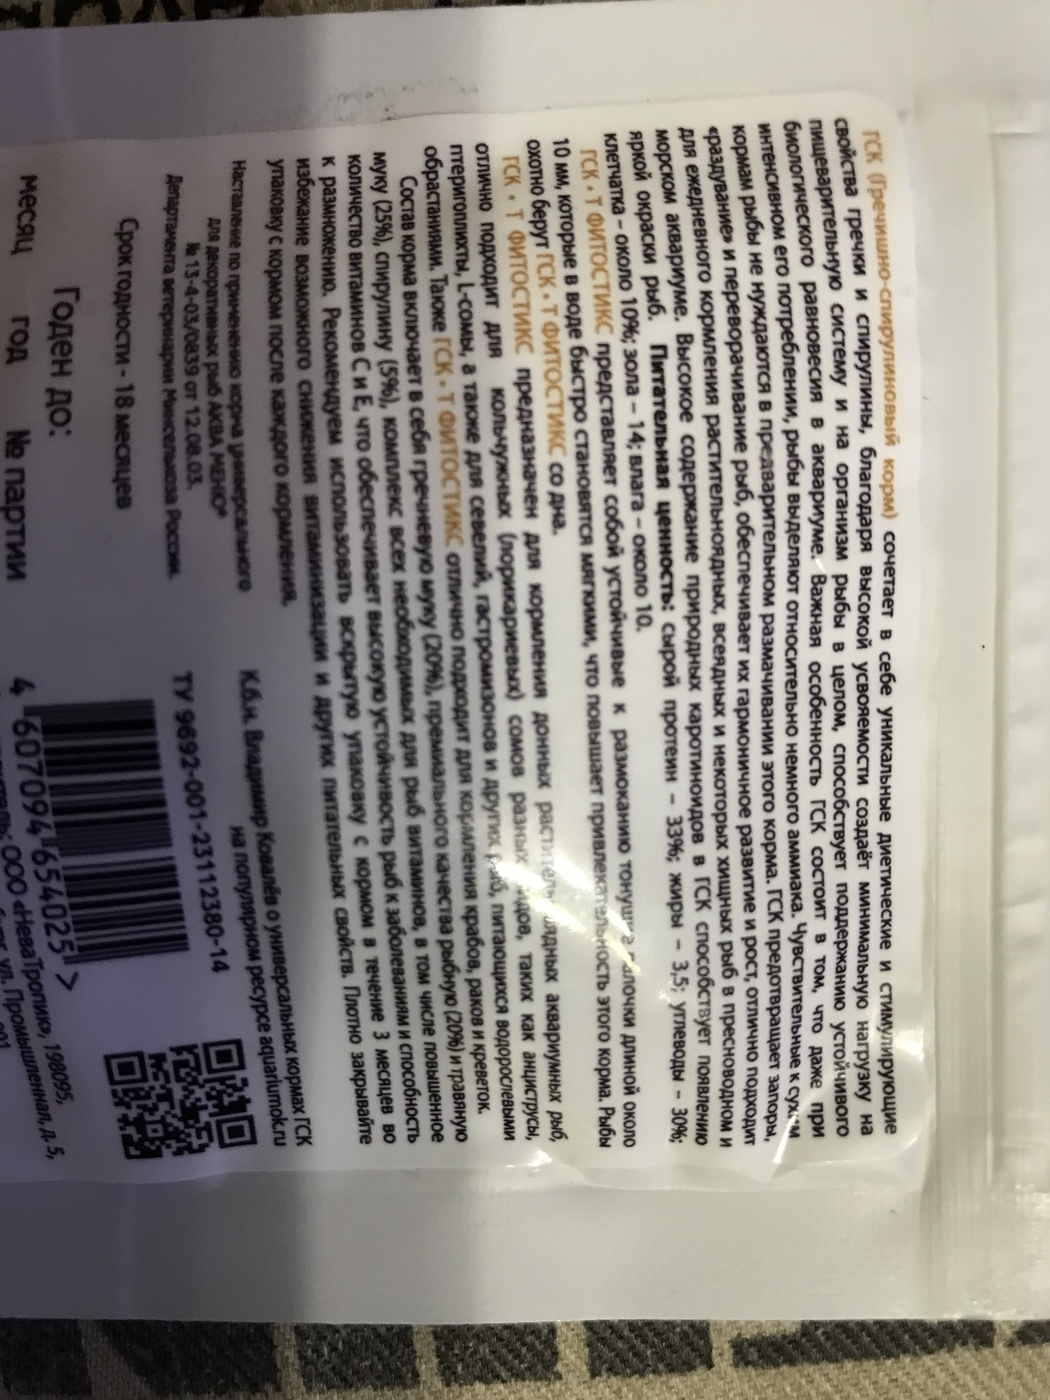 ГСК (Гречишно-спирулиновый корм) сочетает в себе уникальные диетические и стимулирующие
свойства гречки и спирулины, благодаря высокой усвояемости создаёт минимальную нагрузку на
пищеварительную систему и на организм рыбы в целом, способствует поддержанию устойчивого
биологического равновесия в аквариуме. Важная особенность ГСК состоит в том, что даже при
интенсивном его потреблении, рыбы выделяют относительно немного аммиака. Чувствительные к сухим
кормам рыбы не нуждаются в предварительном размачивании этого корма. ГСК предотвращает запоры,
«раздувание» и переворачивание рыб, обеспечивает их гармоничное развитие и рост, отлично подходит
для ежедневного кормления растительноядных, всеядных и некоторых хищных рыб в пресноводном и
морском аквариуме. Высокое содержание природных каротиноидов в ГСК способствует появлению
яркой окраски рыб. Питательная ценность: сырой протеин – 33%; жиры – 3,5; углеводы – 30%;
клетчатка - около 10%; зола – 14; влага – около 10.
ГСК • Т ФИТОСТИКС представляет собой устойчивые к размоканию тонущие палочки длиной около
10 мм, которые в воде быстро становятся мягкими, что повышает привлекательность этого корма. Рыбы
охотно берут ГСК • Т ФИТОСТИКС со дна.
ГСК • Т ФИТОСТИКС предназначен для кормления донных растительноядных аквариумных рыб,
отлично подходит для кольчужных (лорикариевых) сомов разных видов, таких как анциструсы,
птеригоплихты, L-сомы, а также для севелий, гастромизонов и других рыб, питающихся водорослевыми
обрастаниями. Также ГСК • Т ФИТОСТИКС отлично подходит для кормления крабов, раков и креветок.
Состав корма включает в себя гречневую муку (20%), премиального качества рыбную (20%) и травяную
муку (25%), спирулину (5%), комплекс всех необходимых для рыб витаминов, в том числе повышенное
количество витаминов С и Е, что обеспечивает высокую устойчивость рыб к заболеваниям и способность
к размножению. Рекомендуем использовать вскрытую упаковку с кормом в течение 3 месяцев во
избежание возможного снижения витаминизации и других питательных свойств. Плотно закрывайте
упаковку с кормом после каждого кормления.
Наставление по применению корма универсального
для декоративных рыб АКВА МЕНЮ®
№ 13-4-03/0839 от 12.08.03.
Департамента ветеринарии Минсельхоза России.
К.б.н. Владимир Ковалёв о универсальных кормах ГСК
на популярном ресурсе aquariumok.ru
Срок годности - 18 месяцев
ТУ 9692-001-23112380-14
Годен до:
месяц год № партии
4 607094 654025 >
ООО «НеваТропик», 198095,
ул. Промышленная, д. 5,